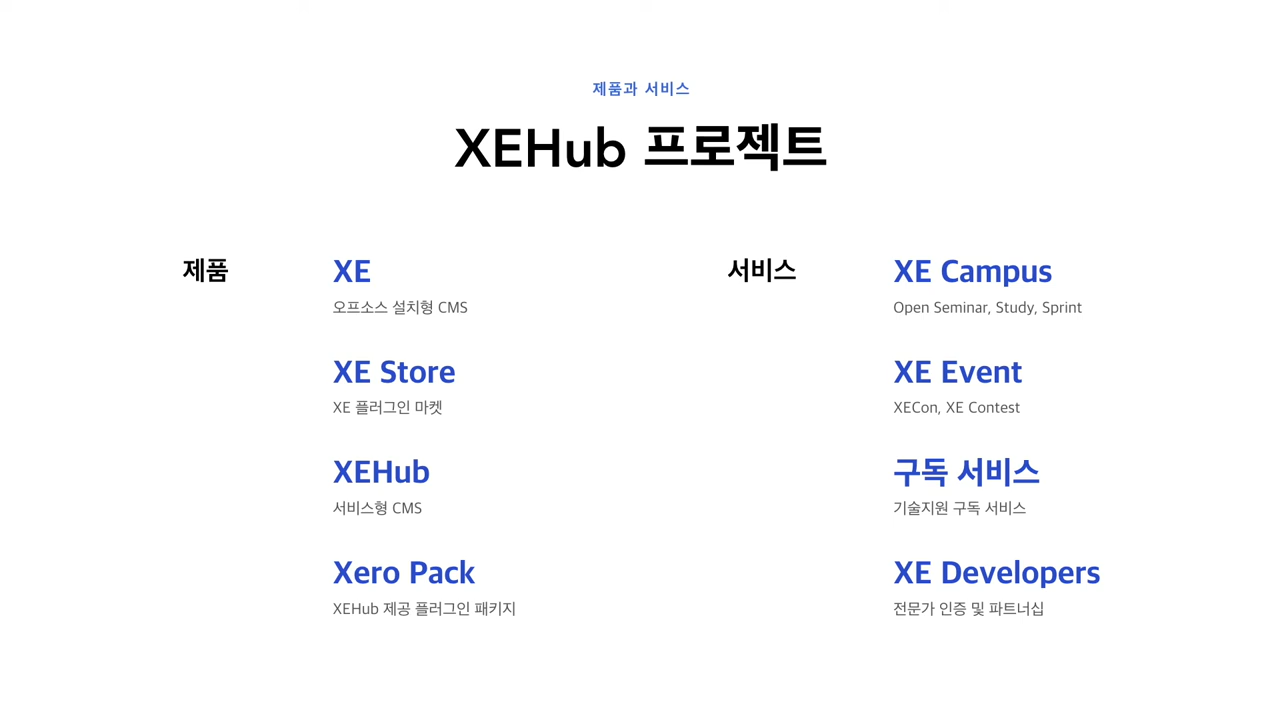 제품과 서비스
XEHub 프로젝트
제품
XE
오프소스 설치형 CMS
XE Store
XE 플러그인 마켓
XEHub
서비스형 CMS
Xero Pack
XEHub 제공 플러그인 패키지
서비스
XE Campus
Open Seminar, Study, Sprint
XE Event
XECon, XE Contest
구독 서비스
기술지원 구독 서비스
XE Developers
전문가 인증 및 파트너십